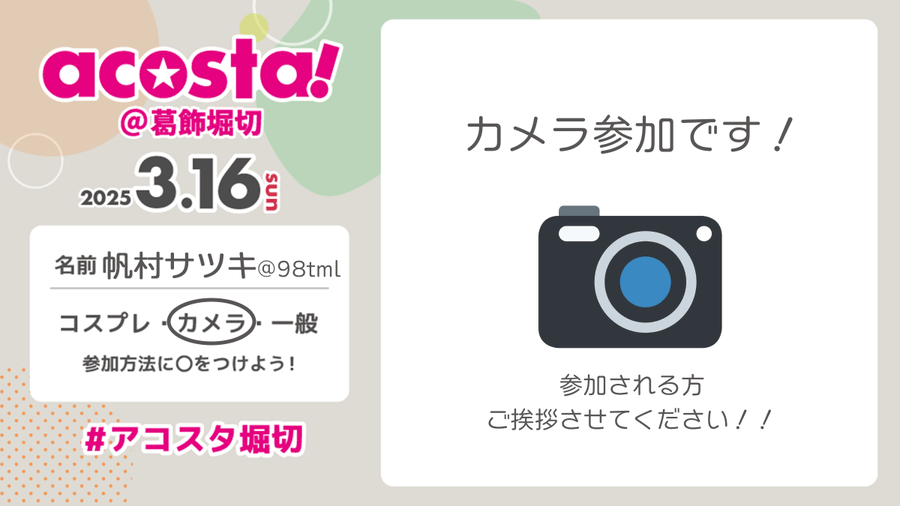 acosta!
@葛飾堀切
2025 3.16 sun
名前 帆村サツキ@98tml
コスプレ・カメラ・一般
参加方法に〇をつけよう!
#アコスタ堀切
カメラ参加です！
参加される方
ご挨拶させてください！！